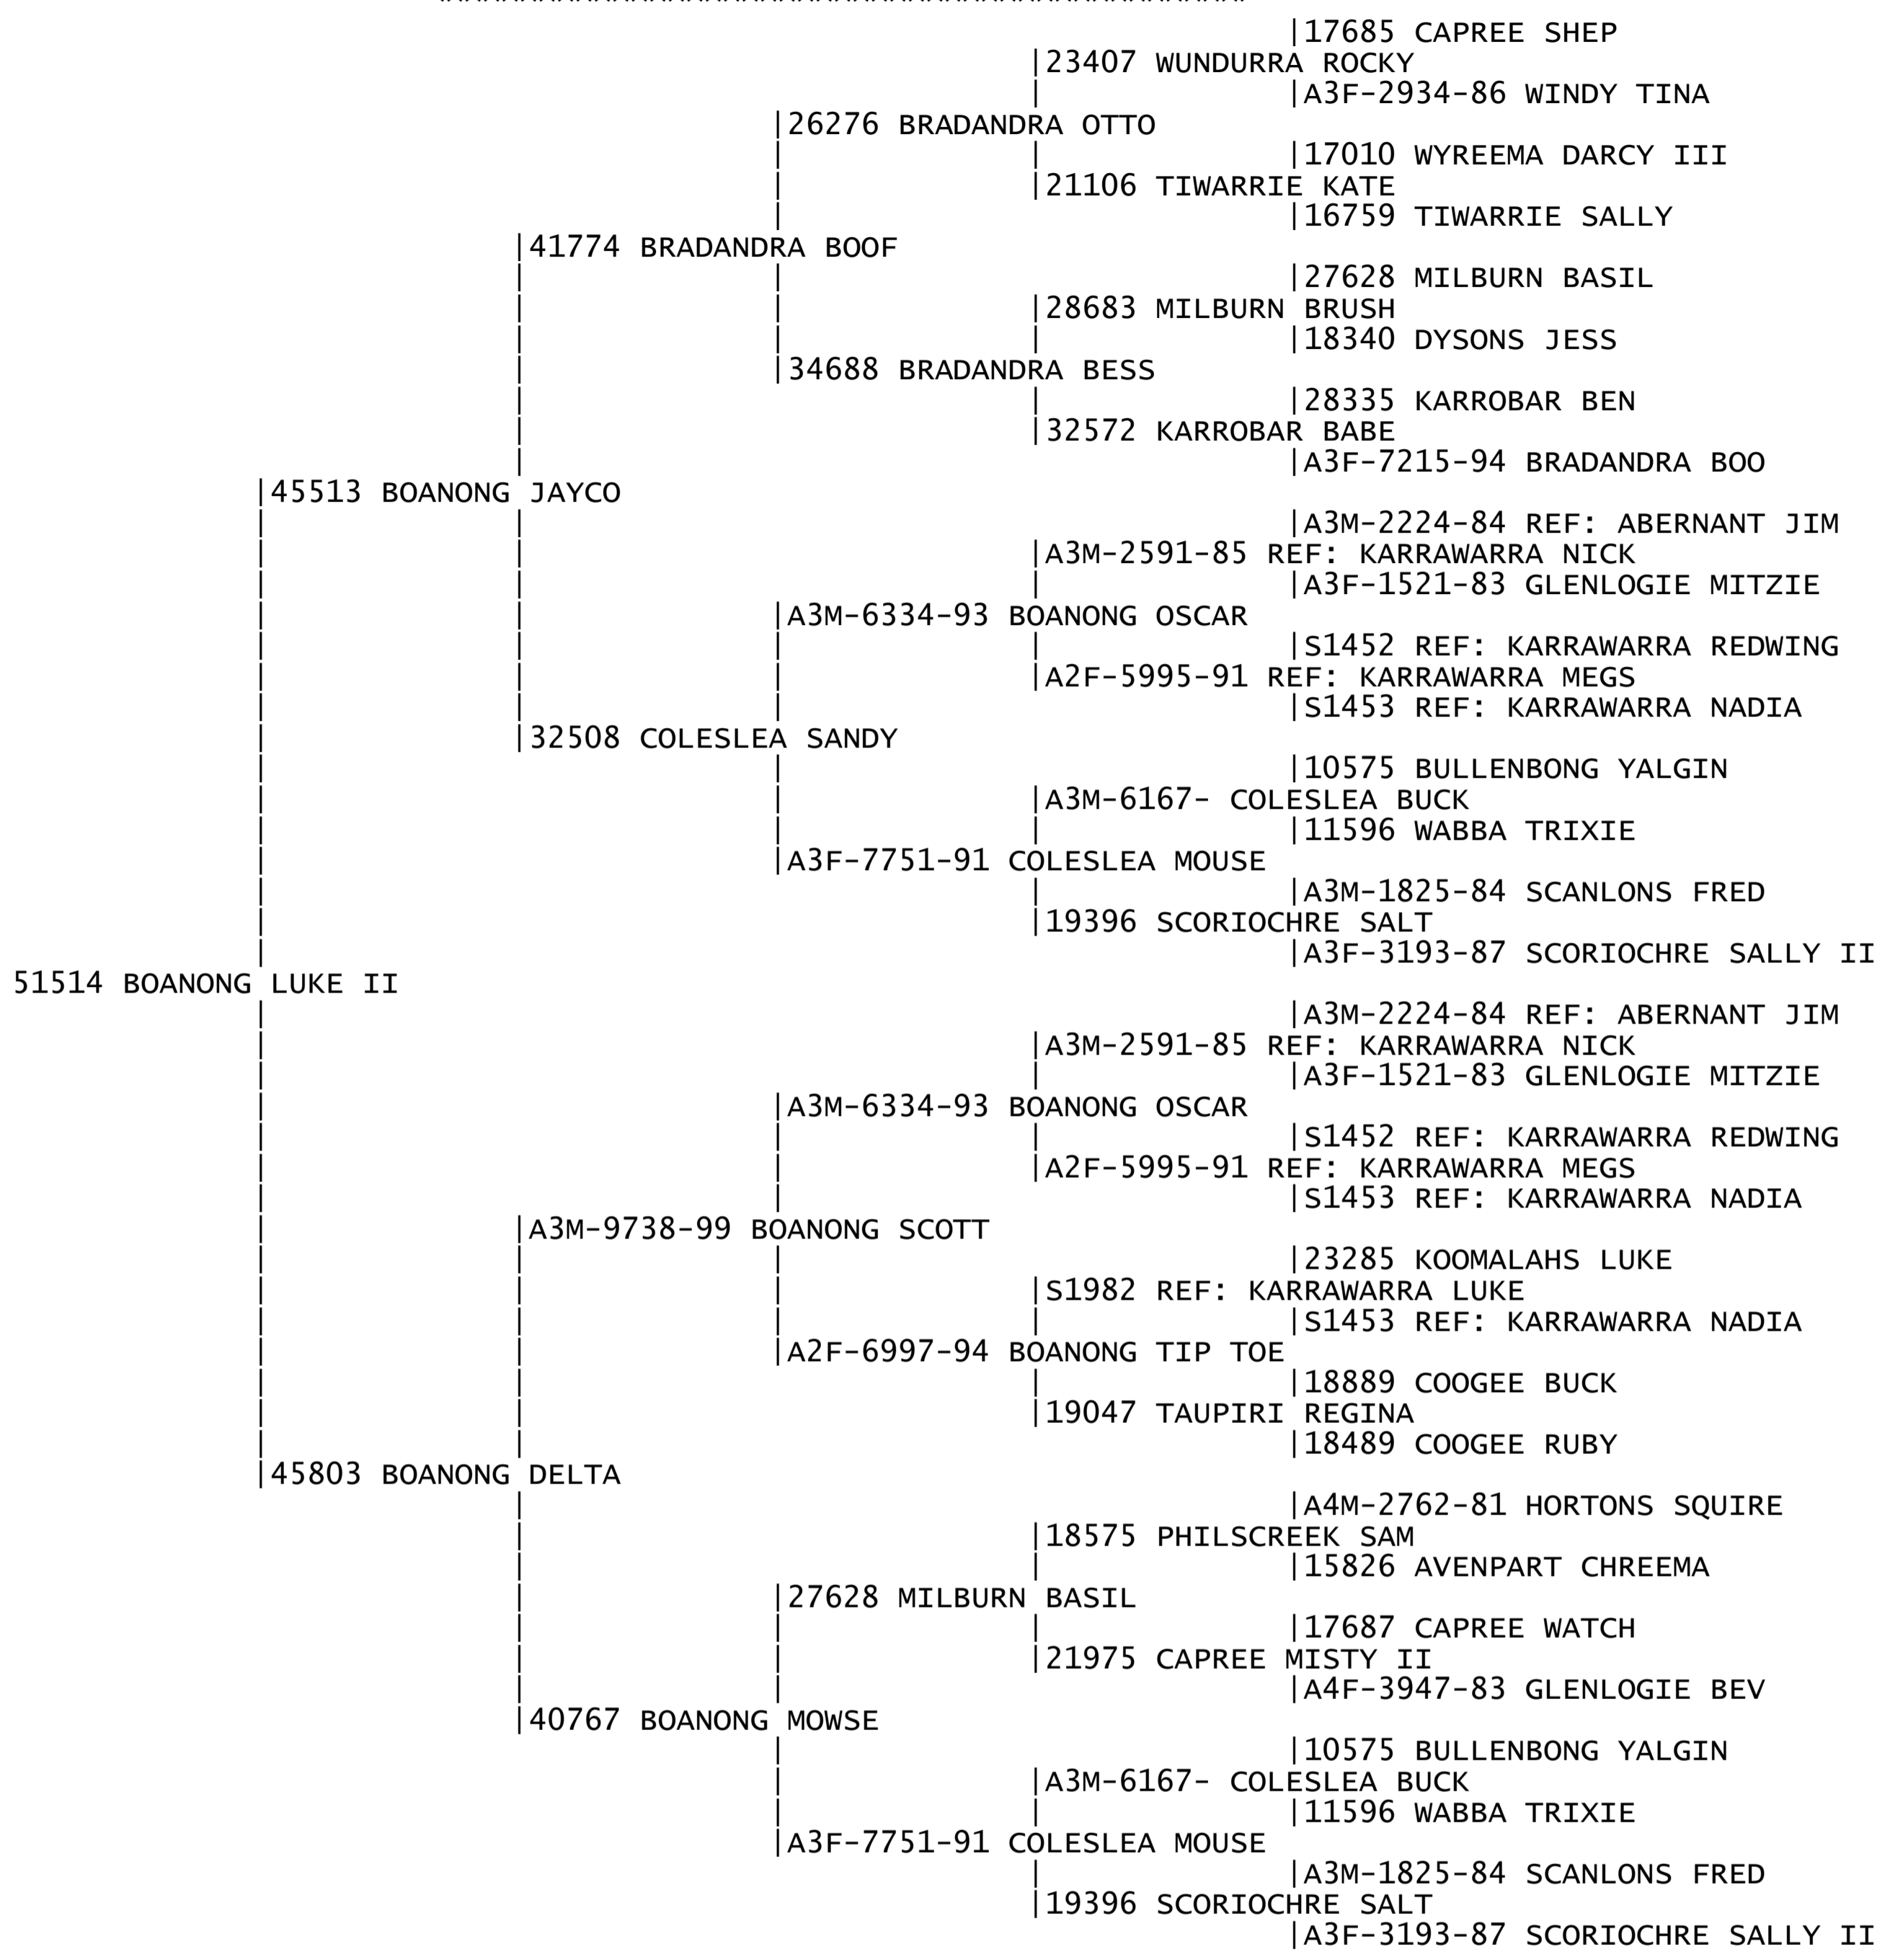 |17685 CAPREE SHEP
|23407 WUNDURRA ROCKY
|A3F-2934-86 WINDY TINA
|26276 BRADANDRA OTTO
|17010 WYREEMA DARCY III
|21106 TIWARRIE KATE
|16759 TIWARRIE SALLY
|41774 BRADANDRA BOOF
|27628 MILBURN BASIL
|28683 MILBURN BRUSH
|18340 DYSONS JESS
|34688 BRADANDRA BESS
|28335 KARROBAR BEN
|32572 KARROBAR BABE
|A3F-7215-94 BRADANDRA BOO
|45513 BOANONG JAYCO
|A3M-2224-84 REF: ABERNANT JIM
|A3M-2591-85 REF: KARRAWARRA NICK
|A3F-1521-83 GLENLOGIE MITZIE
|A3M-6334-93 BOANONG OSCAR
|S1452 REF: KARRAWARRA REDWING
|A2F-5995-91 REF: KARRAWARRA MEGS
|S1453 REF: KARRAWARRA NADIA
|32508 COLESLEA SANDY
|10575 BULLENBONG YALGIN
|A3M-6167- COLESLEA BUCK
|11596 WABBA TRIXIE
|A3F-7751-91 COLESLEA MOUSE
|A3M-1825-84 SCANLONS FRED
|19396 SCORIOCHRE SALT
|A3F-3193-87 SCORIOCHRE SALLY II
51514 BOANONG LUKE II
|A3M-2224-84 REF: ABERNANT JIM
|A3M-2591-85 REF: KARRAWARRA NICK
|A3F-1521-83 GLENLOGIE MITZIE
|A3M-6334-93 BOANONG OSCAR
|S1452 REF: KARRAWARRA REDWING
|A2F-5995-91 REF: KARRAWARRA MEGS
|S1453 REF: KARRAWARRA NADIA
|A3M-9738-99 BOANONG SCOTT
|23285 KOOMALAHS LUKE
|S1982 REF: KARRAWARRA LUKE
|S1453 REF: KARRAWARRA NADIA
|A2F-6997-94 BOANONG TIP TOE
|18889 COOGEE BUCK
|19047 TAUPIRI REGINA
|18489 COOGEE RUBY
|45803 BOANONG DELTA
|A4M-2762-81 HORTONS SQUIRE
|18575 PHILSCREEK SAM
|15826 AVENPART CHREEMA
|27628 MILBURN BASIL
|17687 CAPREE WATCH
|21975 CAPREE MISTY II
|A4F-3947-83 GLENLOGIE BEV
|40767 BOANONG MOWSE
|10575 BULLENBONG YALGIN
|A3M-6167- COLESLEA BUCK
|11596 WABBA TRIXIE
|A3F-7751-91 COLESLEA MOUSE
|A3M-1825-84 SCANLONS FRED
|19396 SCORIOCHRE SALT
|A3F-3193-87 SCORIOCHRE SALLY II